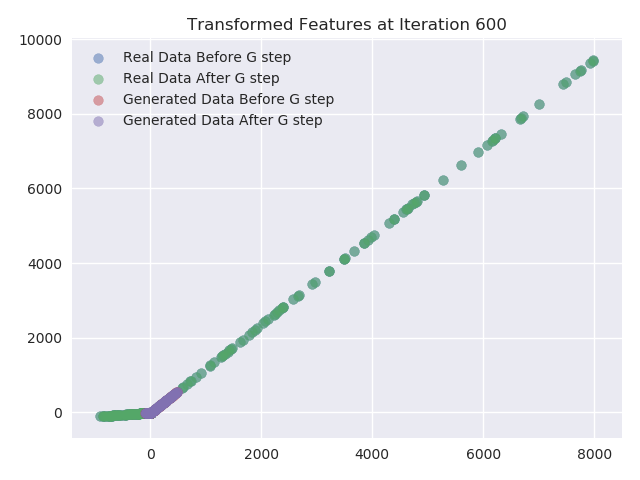 Transformed Features at Iteration 600
10000
8000
6000
4000
2000
0
Real Data Before G step
Real Data After G step
Generated Data Before G step
Generated Data After G step
0 2000 4000 6000 8000